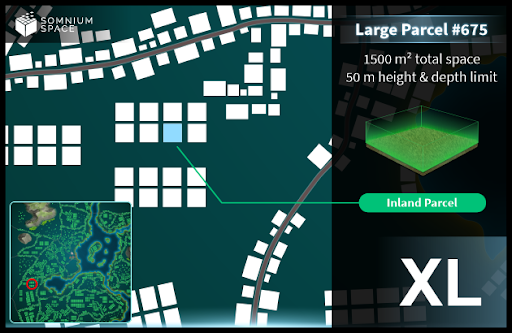 SOMNIUM
SPACE
Large Parcel #675
1500 m² total space
50 m height & depth limit
Inland Parcel
XL